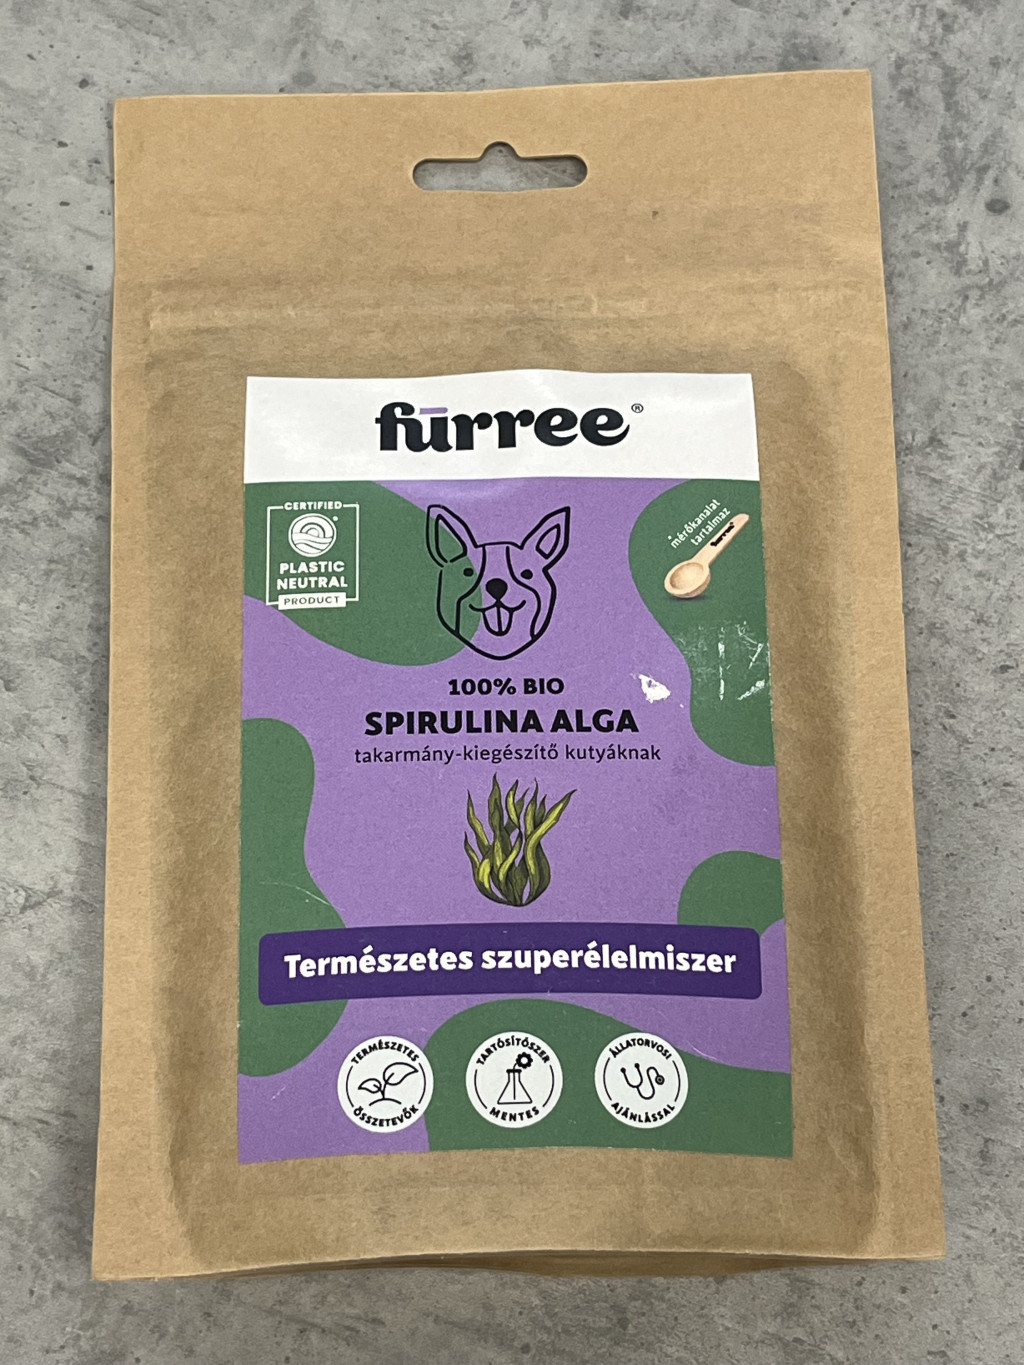 fūrree®
CERTIFIED
PLASTIC
NEUTRAL
PRODUCT
*mérőkanalat
tartalmaz
fūrree
100% BIO
SPIRULINA ALGA
takarmány-kiegészítő kutyáknak
Természetes szuperélelmiszer
TERMÉSZETES
ÖSSZETEVŐK
TARTÓSÍTÓSZER
MENTES
ÁLLATORVOSI
AJÁNLÁSSAL